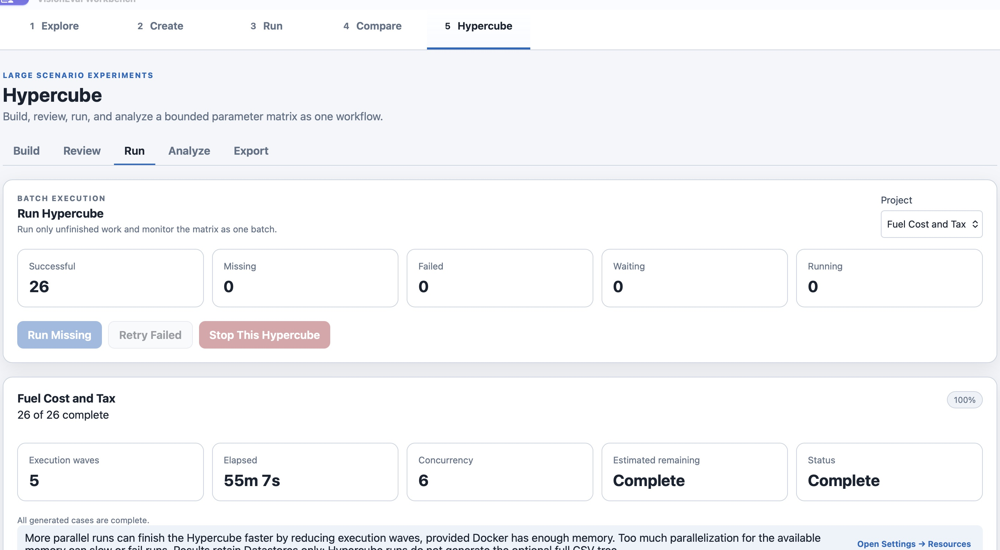 VisionEval Workbench
1 Explore
2 Create
3 Run
4 Compare
5 Hypercube
LARGE SCENARIO EXPERIMENTS
Hypercube
Build, review, run, and analyze a bounded parameter matrix as one workflow.
Build
Review
Run
Analyze
Export
BATCH EXECUTION
Run Hypercube
Run only unfinished work and monitor the matrix as one batch.
Project
Fuel Cost and Tax
Successful
26
Missing
0
Failed
0
Waiting
0
Running
0
Run Missing
Retry Failed
Stop This Hypercube
Fuel Cost and Tax
26 of 26 complete
100%
Execution waves
5
Elapsed
55m 7s
Concurrency
6
Estimated remaining
Complete
Status
Complete
All generated cases are complete.
More parallel runs can finish the Hypercube faster by reducing execution waves, provided Docker has enough memory. Too much parallelization for the available
memory can slow or fail runs. Results retain Datastores only; Hypercube runs do not generate the optional full CSV tree.
Open Settings → Resources